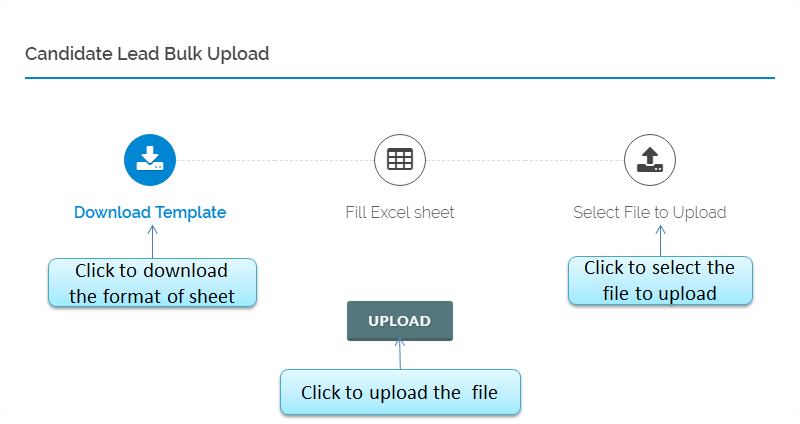 Candidate Lead Bulk Upload
Download Template
Fill Excel sheet
Select File to Upload
Click to download
the format of sheet
Click to select the
file to upload
UPLOAD
Click to upload the  file